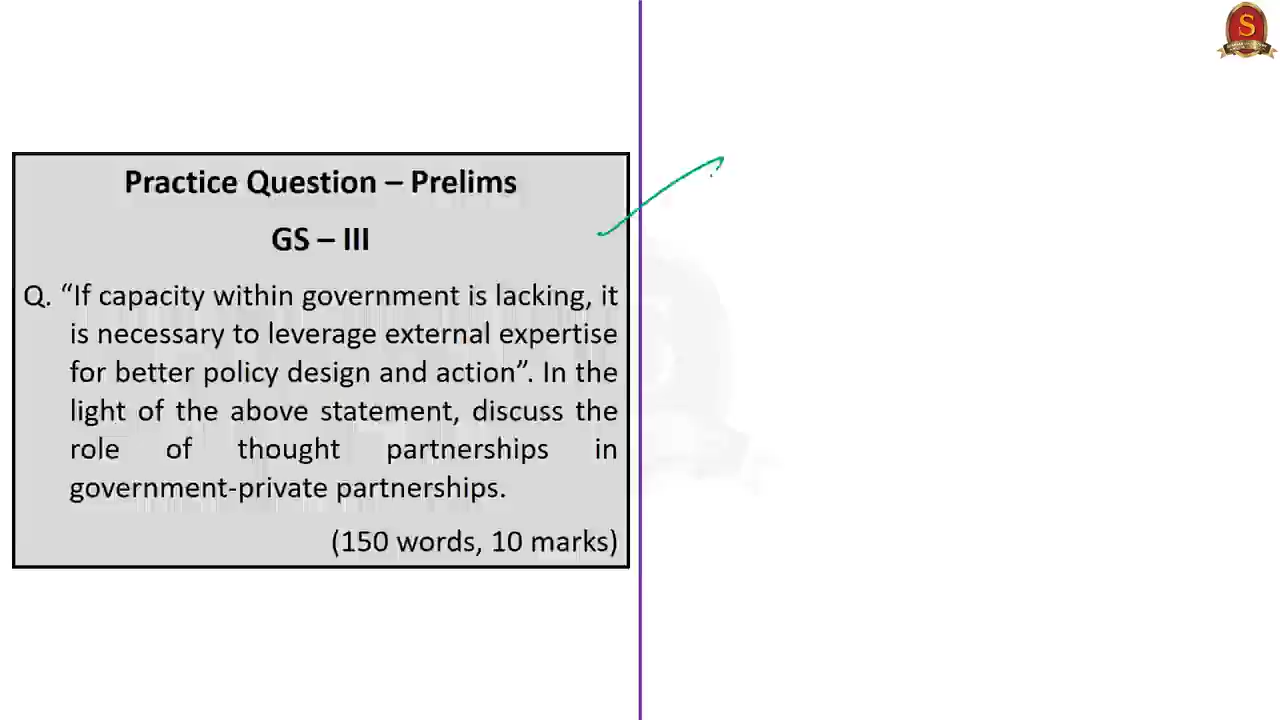 Practice Question – Prelims
GS – III
Q. “If capacity within government is lacking, it
is necessary to leverage external expertise
for better policy design and action”. In the
light of the above statement, discuss the
role of thought partnerships in
government-private partnerships.
(150 words, 10 marks)
S